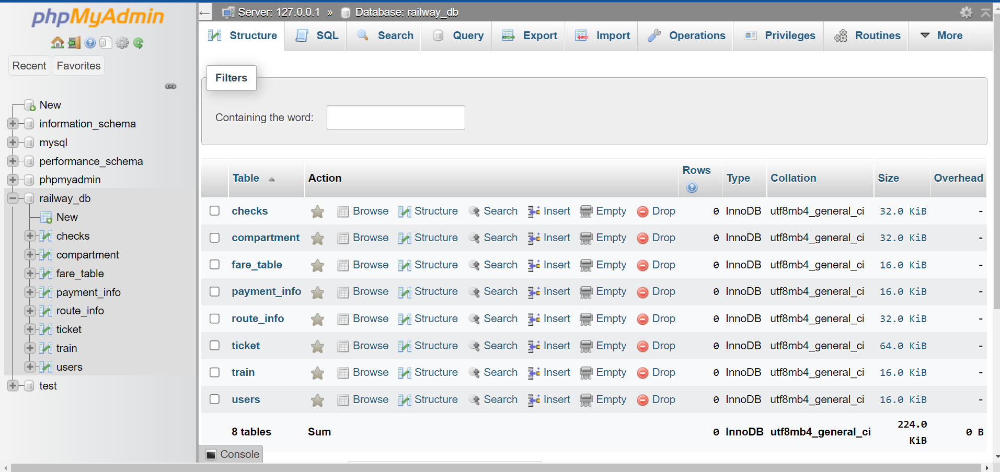 phpMyAdmin
Recent Favorites
New
information_schema
mysql
performance_schema
phpmyadmin
railway_db
New
checks
compartment
fare_table
payment_info
route_info
ticket
train
users
test
Server: 127.0.0.1 » Database: railway_db
Structure SQL Search Query Export Import Operations Privileges Routines More
Filters
Containing the word:
Table Action Rows Type Collation Size Overhead
checks Browse Structure Search Insert Empty Drop 0 InnoDB utf8mb4_general_ci 32.0 KiB -
compartment Browse Structure Search Insert Empty Drop 0 InnoDB utf8mb4_general_ci 32.0 KiB -
fare_table Browse Structure Search Insert Empty Drop 0 InnoDB utf8mb4_general_ci 16.0 KiB -
payment_info Browse Structure Search Insert Empty Drop 0 InnoDB utf8mb4_general_ci 16.0 KiB -
route_info Browse Structure Search Insert Empty Drop 0 InnoDB utf8mb4_general_ci 32.0 KiB -
ticket Browse Structure Search Insert Empty Drop 0 InnoDB utf8mb4_general_ci 64.0 KiB -
train Browse Structure Search Insert Empty Drop 0 InnoDB utf8mb4_general_ci 16.0 KiB -
users Browse Structure Search Insert Empty Drop 0 InnoDB utf8mb4_general_ci 16.0 KiB -
8 tables Sum 0 InnoDB utf8mb4_general_ci 224.0 KiB 0 B
Console